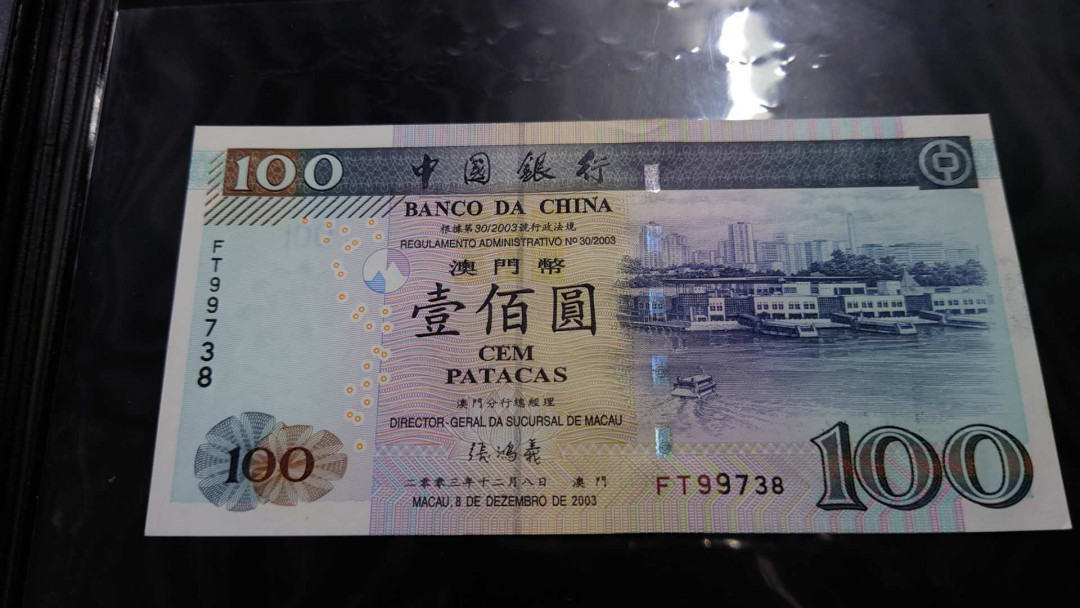 100
中國銀行
BANCO DA CHINA
根據第30/2003號行政法規
REGULAMENTO ADMINISTRATIVO Nº 30/2003
澳門幣
壹佰圓
CEM
PATACAS
澳門分行總經理
DIRECTOR-GERAL DA SUCURSAL DE MACAU
張鴻義
二零零三年十二月八日 澳門
MACAU, 8 DE DEZEMBRO DE 2003
FT99738
100
FT99738
100